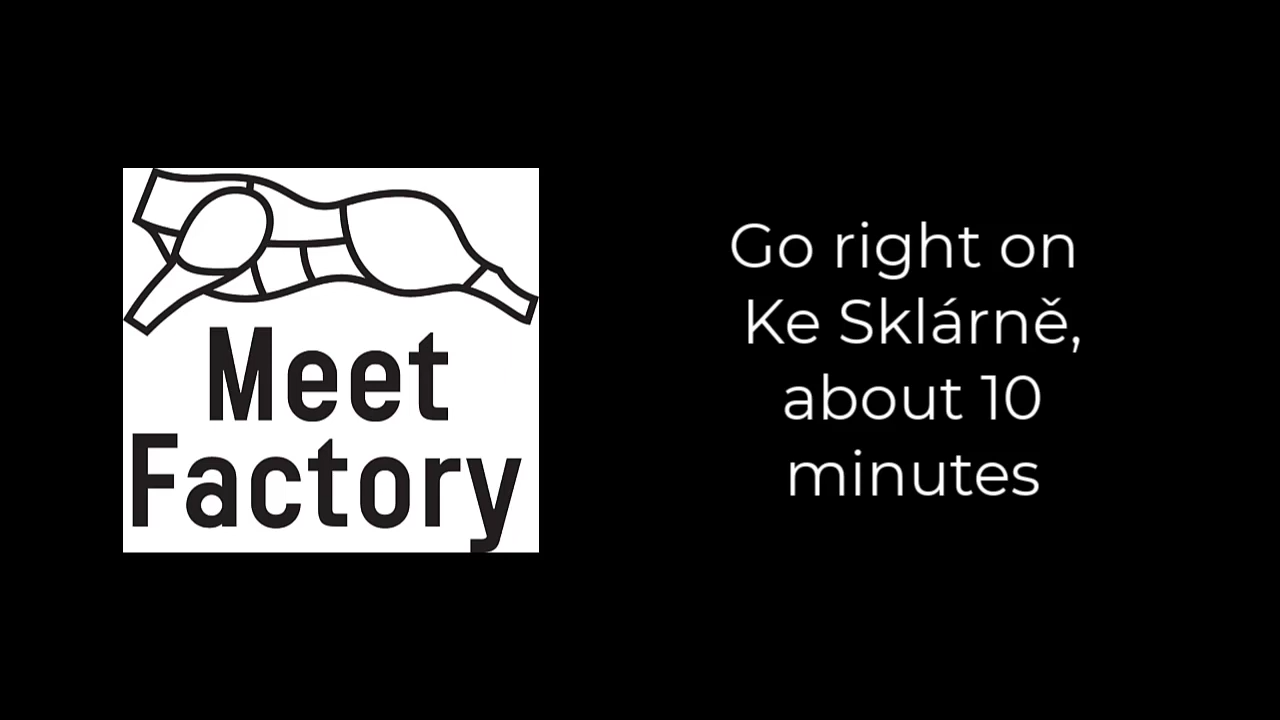 Meet
Factory
Go right on
Ke Sklárně,
about 10
minutes